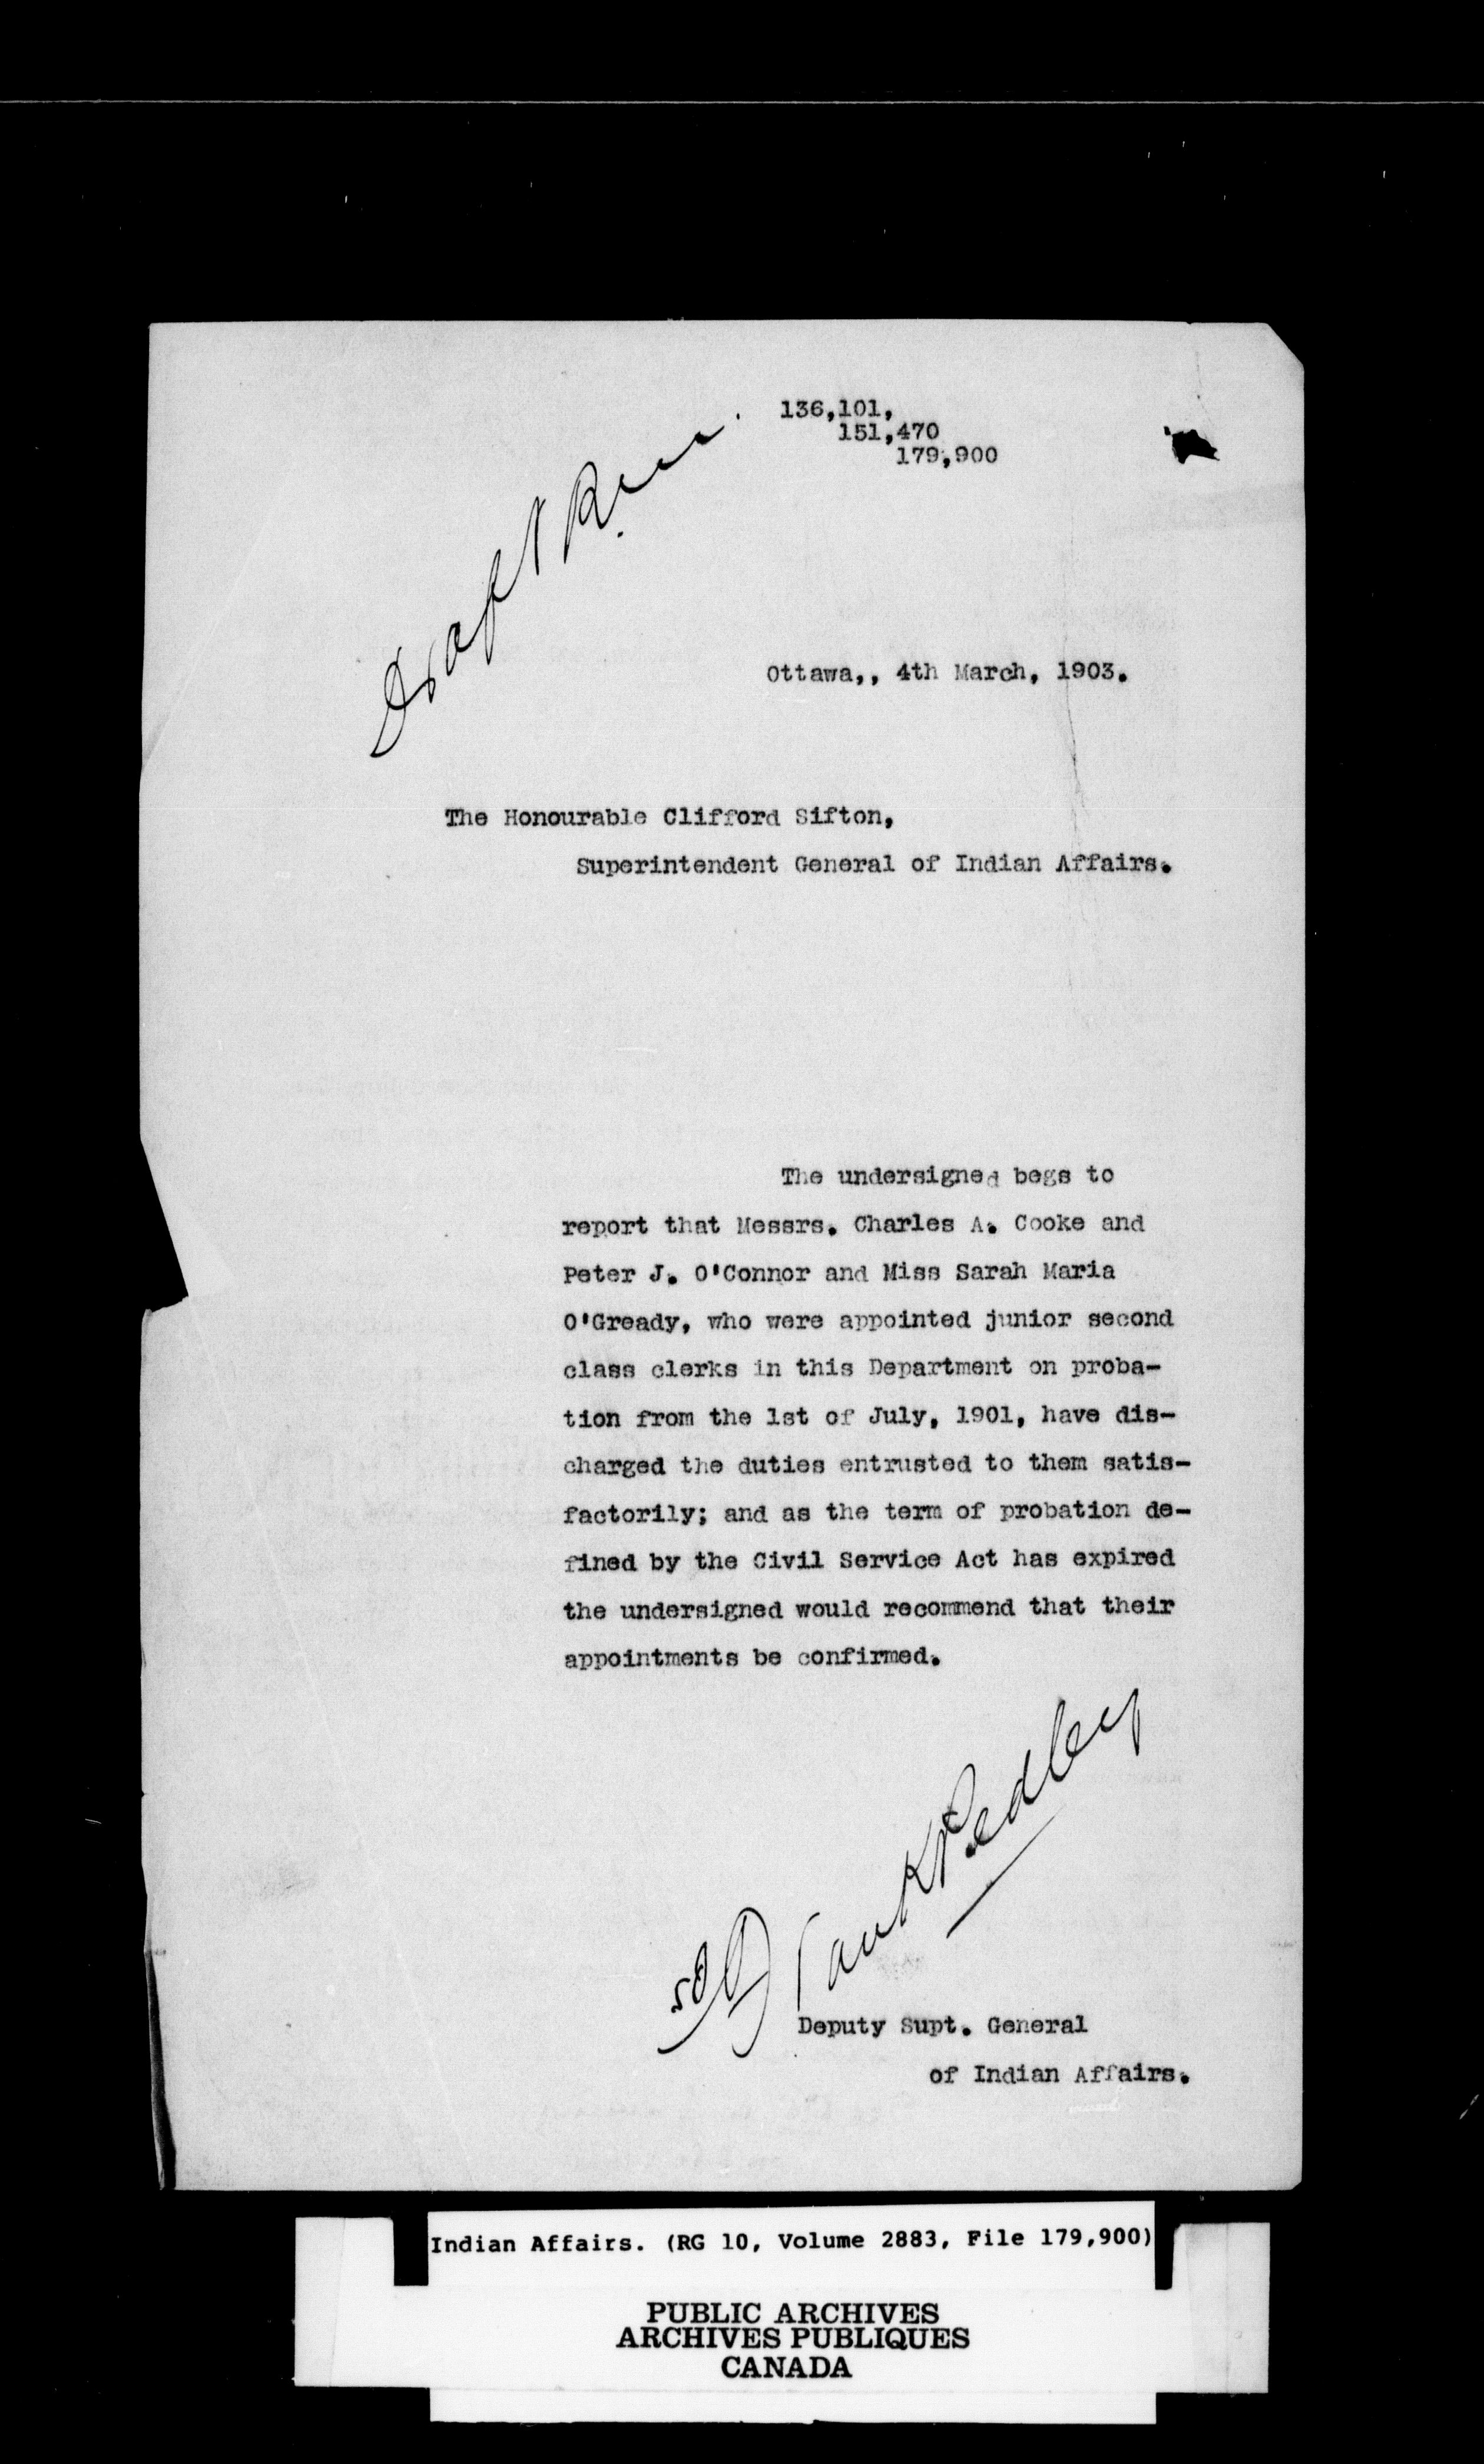 136,101,
151,470
179,900
Draft
Ottawa,, 4th March, 1903.
The Honourable Clifford Sifton,
Superintendent General of Indian Affairs.
The undersigned begs to
report that Messrs. Charles A. Cooke and
Peter J. O'Connor and Miss Sarah Maria
O'Gready, who were appointed junior second
class clerks in this Department on proba-
tion from the 1st of July, 1901, have dis-
charged the duties entrusted to them satis-
factorily; and as the term of probation de-
fined by the Civil Service Act has expired
the undersigned would recommend that their
appointments be confirmed.
Frank Pedley
Deputy Supt. General
of Indian Affairs.
Indian Affairs. (RG 10, Volume 2883, File 179,900)
PUBLIC ARCHIVES
ARCHIVES PUBLIQUES
CANADA